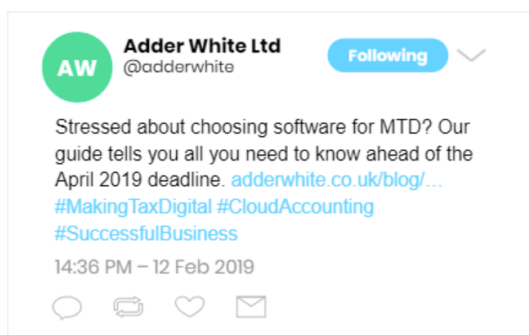 AW
Adder White Ltd
@adderwhite
Following
Stressed about choosing software for MTD? Our
guide tells you all you need to know ahead of the
April 2019 deadline. adderwhite.co.uk/blog/...
#MakingTaxDigital #CloudAccounting
#SuccessfulBusiness
14:36 PM – 12 Feb 2019